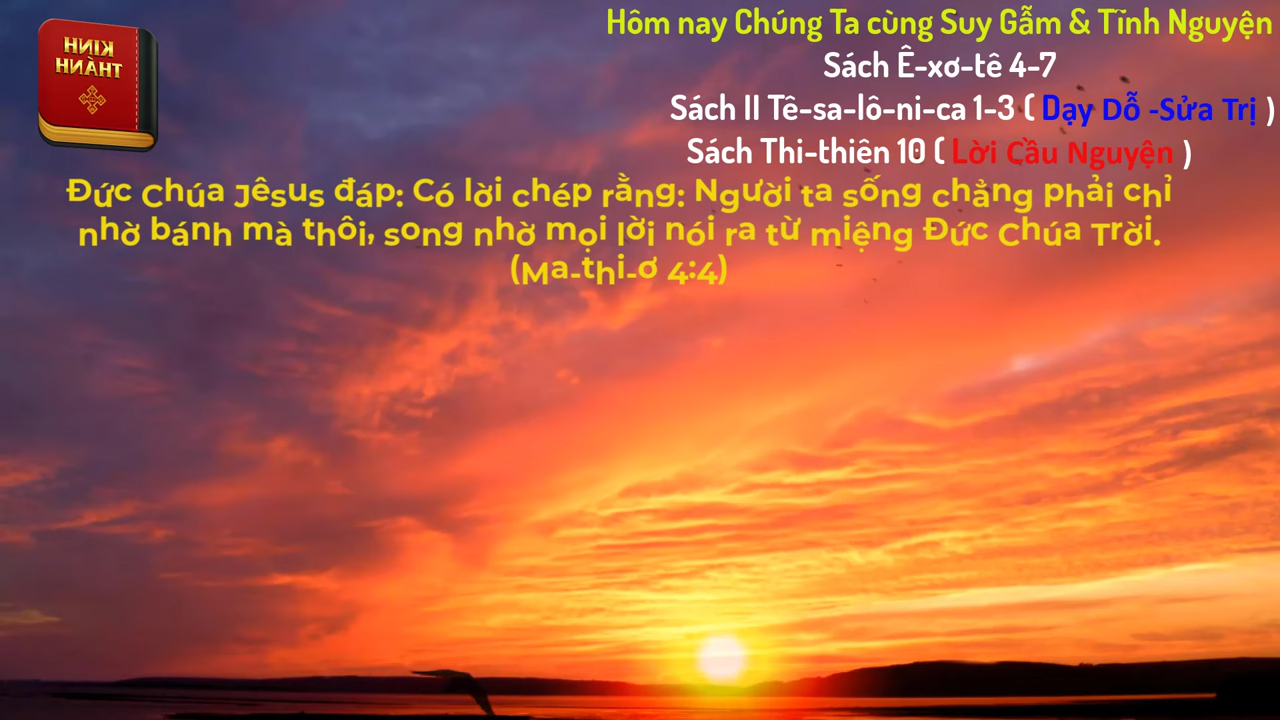 KINH
THÀNH
Hôm nay Chúng Ta cùng Suy Gẫm & Tĩnh Nguyện
Sách Ê-xơ-tê 4-7
Sách II Tê-sa-lô-ni-ca 1-3 ( Dạy Dỗ -Sửa Trị )
Sách Thi-thiên 10 ( Lời Cầu Nguyện )
Đức Chúa Jêsus đáp: Có lời chép rằng: Người ta sống chẳng phải chỉ
nhờ bánh mà thôi, song nhờ mọi lời nói ra từ miệng Đức Chúa Trời.
(Ma-thi-ơ 4:4)